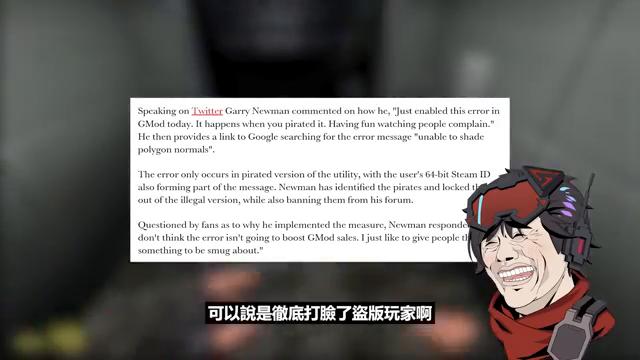 Speaking on Twitter Garry Newman commented on how he, "Just enabled this error in
GMod today. It happens when you pirated it. Having fun watching people complain."
He then provides a link to Google searching for the error message "unable to shade
polygon normals".
The error only occurs in pirated version of the utility, with the user's 64-bit Steam ID
also forming part of the message. Newman has identified the pirates and locked
out of the illegal version, while also banning them from his forum.
Questioned by fans as to why he implemented the measure, Newman
don't think the error isn't going to boost GMod sales. I just like to give people
something to be smug about."
可以說是徹底打臉了盜版玩家啊